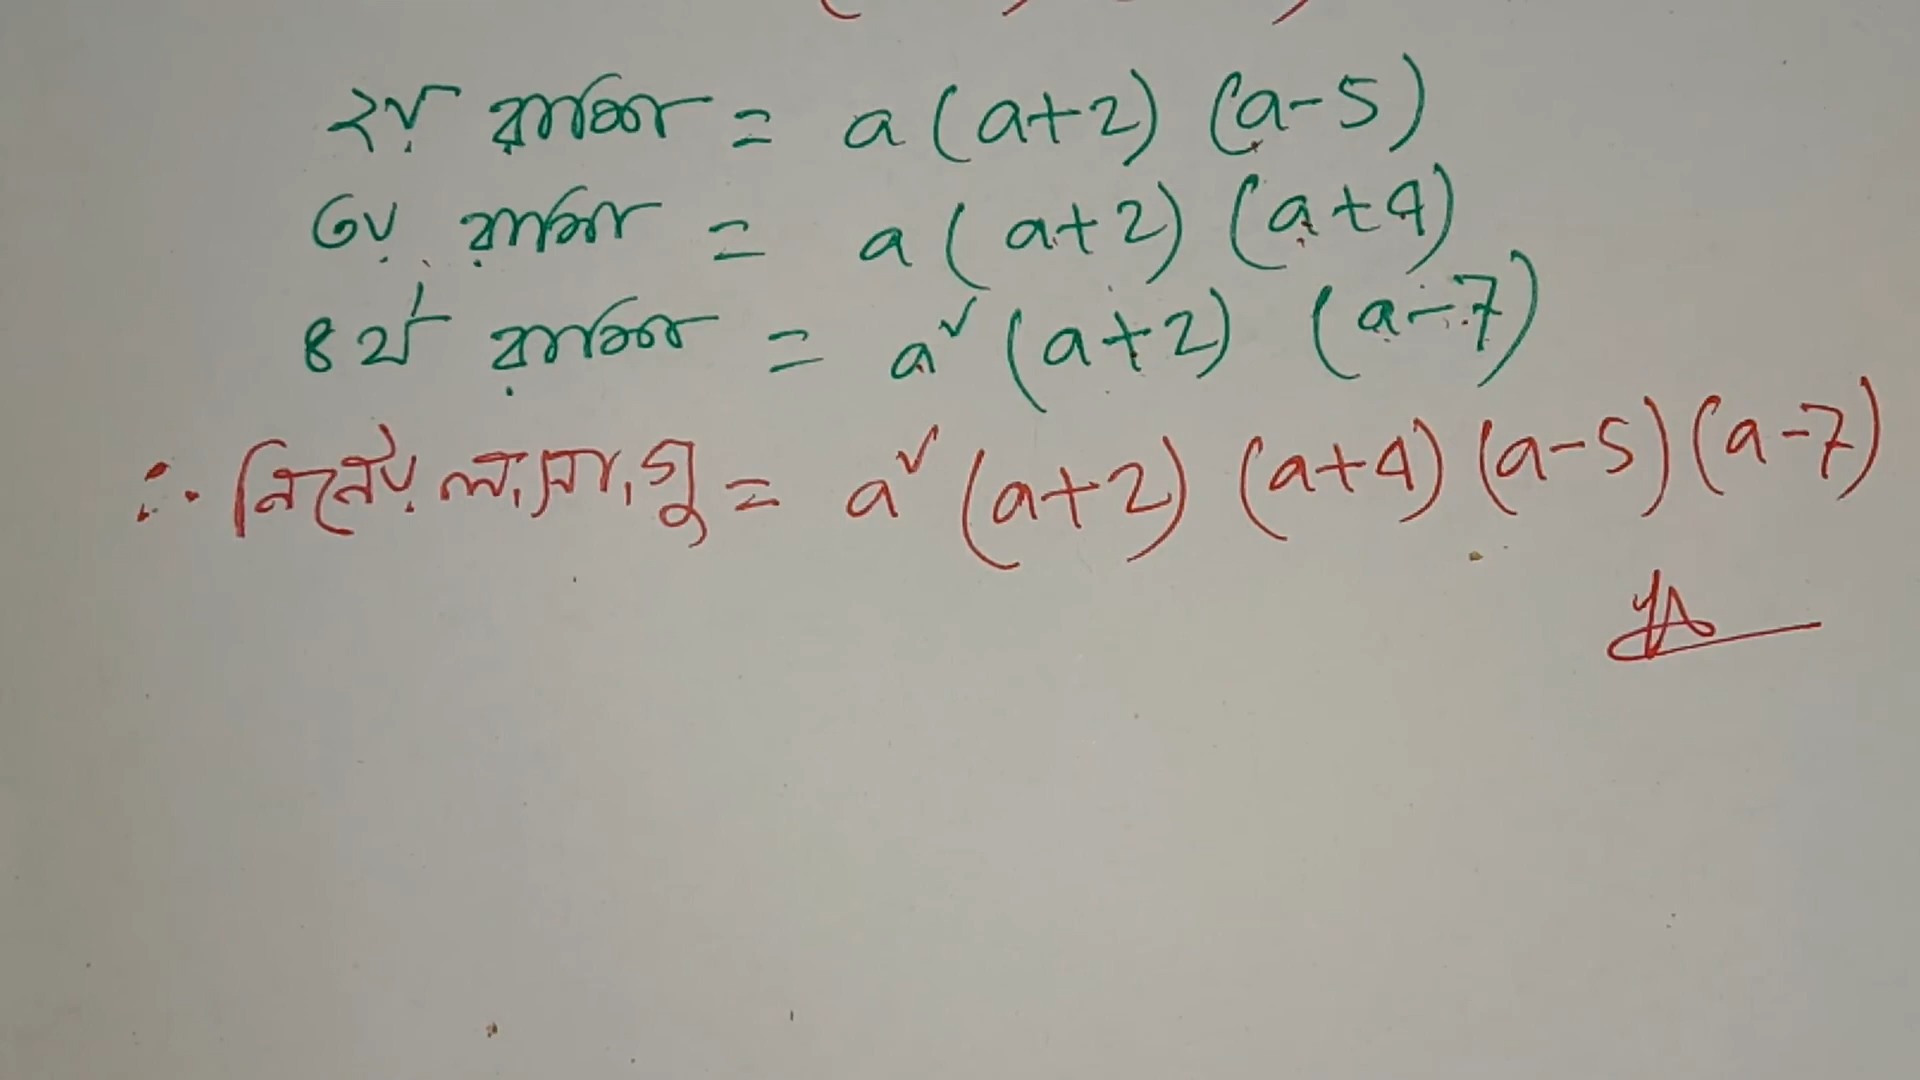 ২য় রাশি = a (a+2) (a-5)
৩য় রাশি = a (a+2) (a+4)
৪র্থ রাশি = a² (a+2) (a-7)
∴ নির্ণেয় ল,সা,গু = a² (a+2) (a+4) (a-5) (a-7)